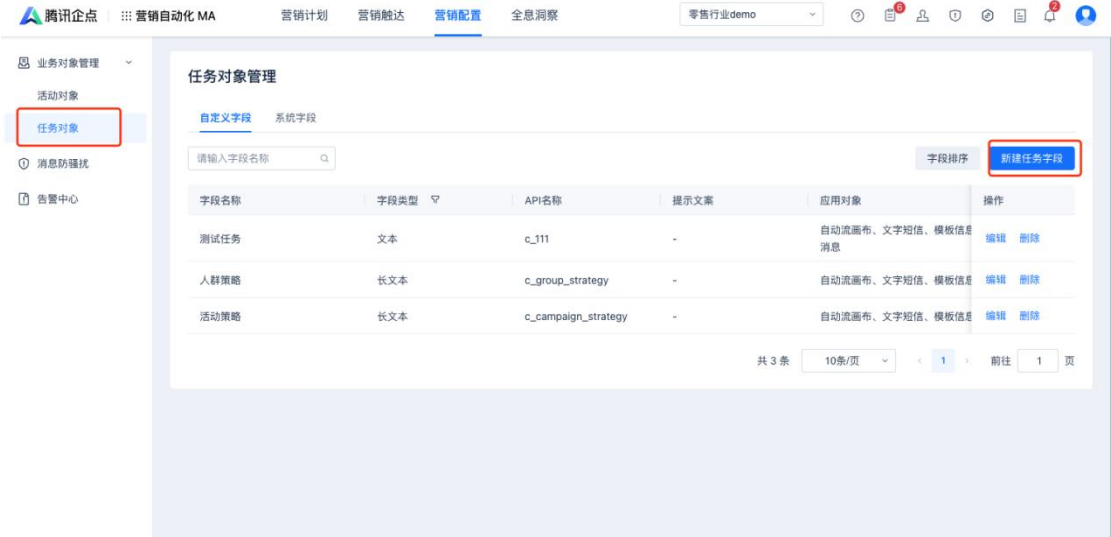 腾讯企点 营销自动化 MA 营销计划 营销触达 营销配置 全息洞察 零售行业demo 6 2
业务对象管理
活动对象
任务对象
消息防骚扰
告警中心
任务对象管理
自定义字段 系统字段
请输入字段名称 字段排序 新建任务字段
字段名称 字段类型 API名称 提示文案 应用对象 操作
测试任务 文本 c_111 - 自动流画布、文字短信、模板信息 编辑 删除
消息
人群策略 长文本 c_group_strategy - 自动流画布、文字短信、模板信息 编辑 删除
活动策略 长文本 c_campaign_strategy - 自动流画布、文字短信、模板信息 编辑 删除
共 3 条 10条/页 1 前往 1 页